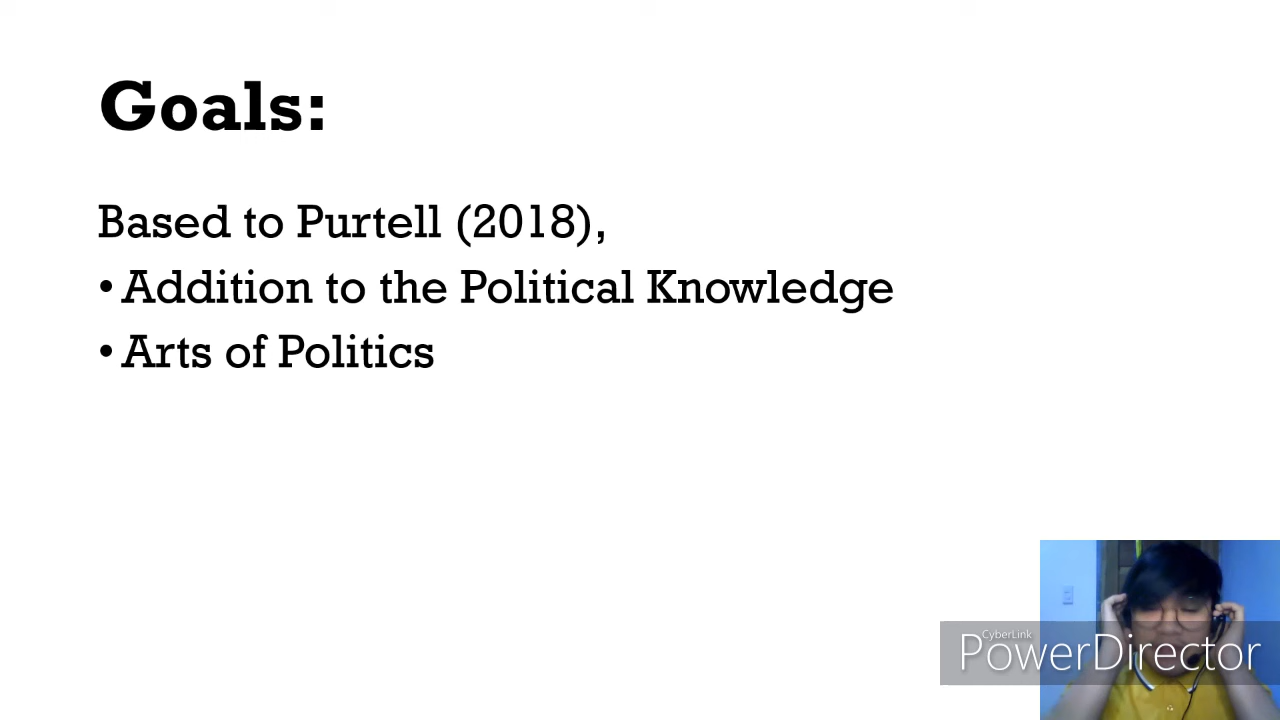 Goals:
Based to Purtell (2018),
•Addition to the Political Knowledge
•Arts of Politics
CyberLink
PowerDirector